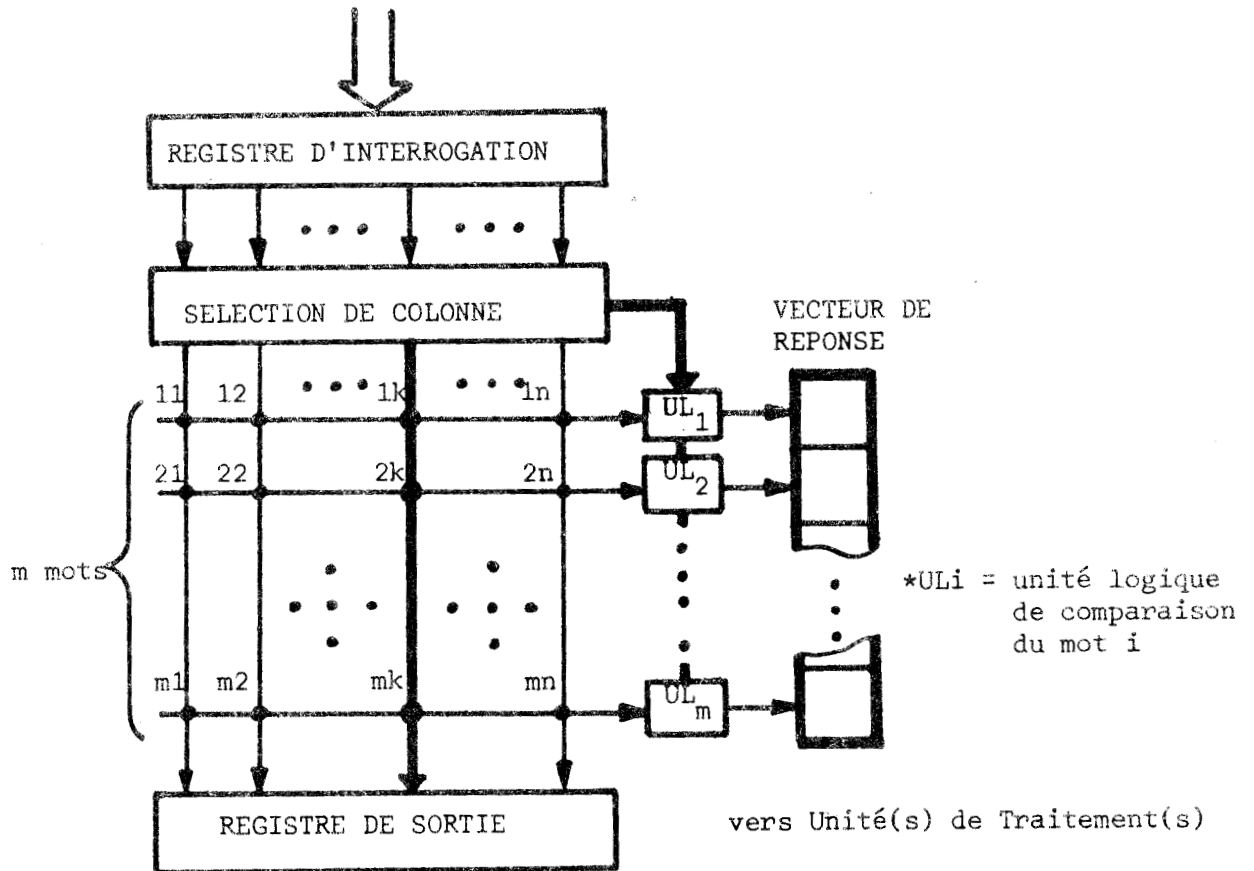 REGISTRE D'INTERROGATION
SELECTION DE COLONNE
VECTEUR DE
REPONSE
11 12 1k 1n
UL1
21 22 2k 2n
UL2
m mots
*ULi = unité logique
de comparaison
du mot i
m1 m2 mk mn
ULm
REGISTRE DE SORTIE
vers Unité(s) de Traitement(s)